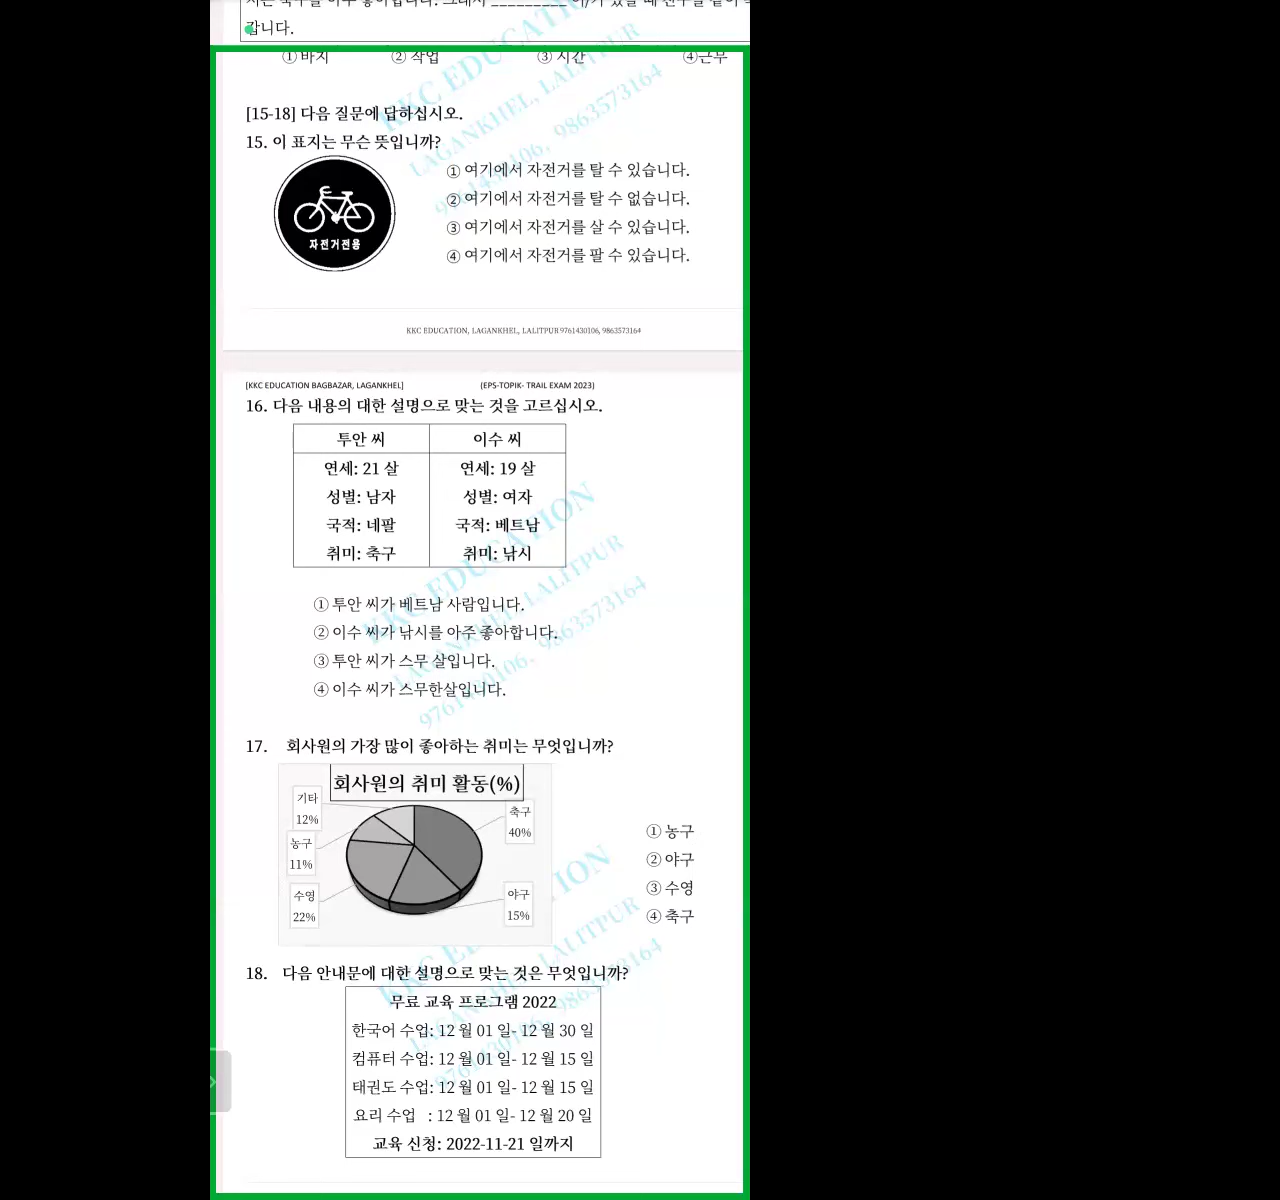 갑니다.
① 바지 ② 작업 ③ 시간 ④근무
[15-18] 다음 질문에 답하십시오.
15. 이 표지는 무슨 뜻입니까?
자전거전용
① 여기에서 자전거를 탈 수 있습니다.
② 여기에서 자전거를 탈 수 없습니다.
③ 여기에서 자전거를 살 수 있습니다.
④ 여기에서 자전거를 팔 수 있습니다.
KKC EDUCATION, LAGANKHEL, LALITPUR 9761430106, 9863573164
[KKC EDUCATION BAGBAZAR, LAGANKHEL] (EPS-TOPIK- TRAIL EXAM 2023)
16. 다음 내용의 대한 설명으로 맞는 것을 고르십시오.
투안 씨 이수 씨
연세: 21 살 연세: 19 살
성별: 남자 성별: 여자
국적: 네팔 국적: 베트남
취미: 축구 취미: 낚시
① 투안 씨가 베트남 사람입니다.
② 이수 씨가 낚시를 아주 좋아합니다.
③ 투안 씨가 스무 살입니다.
④ 이수 씨가 스무한살입니다.
17. 회사원의 가장 많이 좋아하는 취미는 무엇입니까?
회사원의 취미 활동(%)
기타
12%
농구
11%
수영
22%
축구
40%
야구
15%
① 농구
② 야구
③ 수영
④ 축구
18. 다음 안내문에 대한 설명으로 맞는 것은 무엇입니까?
무료 교육 프로그램 2022
한국어 수업: 12 월 01 일- 12 월 30 일
컴퓨터 수업: 12 월 01 일- 12 월 15 일
태권도 수업: 12 월 01 일- 12 월 15 일
요리 수업 : 12 월 01 일- 12 월 20 일
교육 신청: 2022-11-21 일까지
KKC EDUCATION
LAGANKHEL, LALITPUR
9761430106, 9863573164
KKC EDUCATION
LAGANKHEL, LALITPUR
9761430106, 9863573164
LAGANKHEL, LALITPUR
9761430106, 9863573164